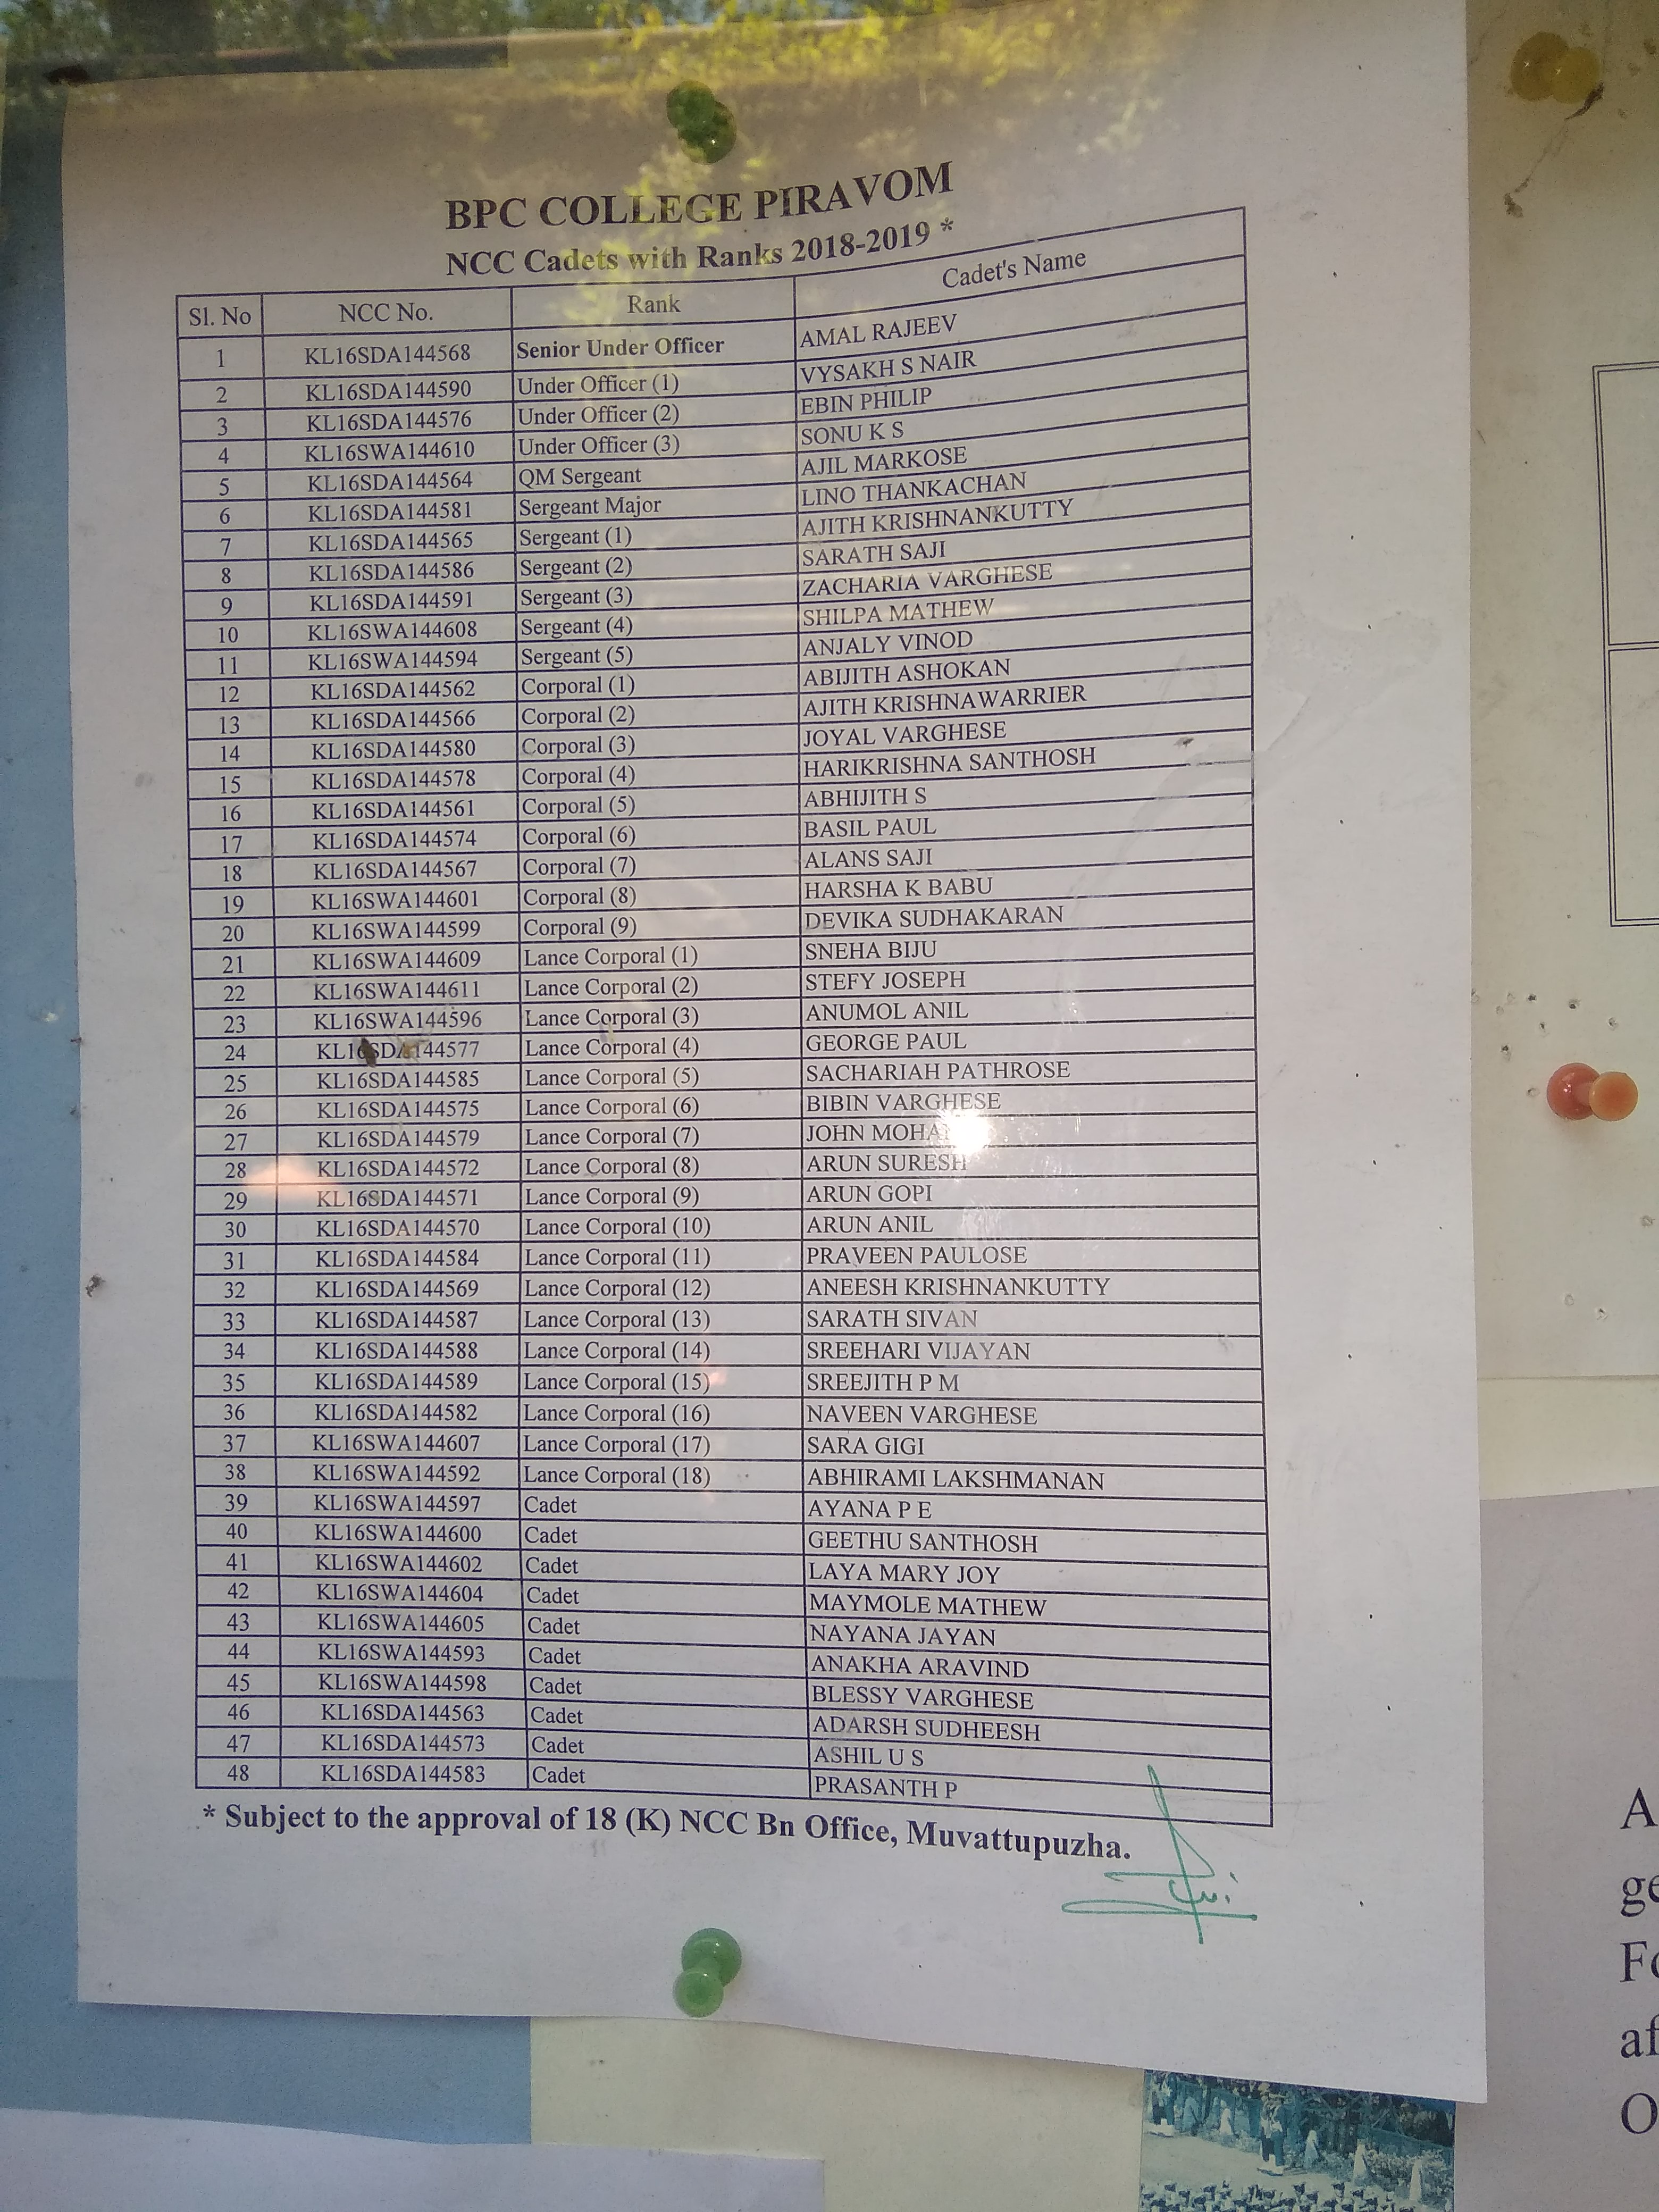 BPC COLLEGE PIRAVOM
NCC Cadets with Ranks 2018-2019 *
Sl. No NCC No. Rank Cadet's Name
1 KL16SDA144568 Senior Under Officer AMAL RAJEEV
2 KL16SDA144590 Under Officer (1) VYSAKH S NAIR
3 KL16SDA144576 Under Officer (2) EBIN PHILIP
4 KL16SWA144610 Under Officer (3) SONU K S
5 KL16SDA144564 QM Sergeant AJIL MARKOSE
6 KL16SDA144581 Sergeant Major LINO THANKACHAN
7 KL16SDA144565 Sergeant (1) AJITH KRISHNANKUTTY
8 KL16SDA144586 Sergeant (2) SARATH SAJI
9 KL16SDA144591 Sergeant (3) ZACHARIA VARGHESE
10 KL16SWA144608 Sergeant (4) SHILPA MATHEW
11 KL16SWA144594 Sergeant (5) ANJALY VINOD
12 KL16SDA144562 Corporal (1) ABIJITH ASHOKAN
13 KL16SDA144566 Corporal (2) AJITH KRISHNAWARRIER
14 KL16SDA144580 Corporal (3) JOYAL VARGHESE
15 KL16SDA144578 Corporal (4) HARIKRISHNA SANTHOSH
16 KL16SDA144561 Corporal (5) ABHIJITH S
17 KL16SDA144574 Corporal (6) BASIL PAUL
18 KL16SDA144567 Corporal (7) ALANS SAJI
19 KL16SWA144601 Corporal (8) HARSHA K BABU
20 KL16SWA144599 Corporal (9) DEVIKA SUDHAKARAN
21 KL16SWA144609 Lance Corporal (1) SNEHA BIJU
22 KL16SWA144611 Lance Corporal (2) STEFY JOSEPH
23 KL16SWA144596 Lance Corporal (3) ANUMOL ANIL
24 KL16SDA144577 Lance Corporal (4) GEORGE PAUL
25 KL16SDA144585 Lance Corporal (5) SACHARIAH PATHROSE
26 KL16SDA144575 Lance Corporal (6) BIBIN VARGHESE
27 KL16SDA144579 Lance Corporal (7) JOHN
28 KL16SDA144572 Lance Corporal (8) ARUN SURESH
29 KL16SDA144571 Lance Corporal (9) ARUN GOPI
30 KL16SDA144570 Lance Corporal (10) ARUN ANIL
31 KL16SDA144584 Lance Corporal (11) PRAVEEN PAULOSE
32 KL16SDA144569 Lance Corporal (12) ANEESH KRISHNANKUTTY
33 KL16SDA144587 Lance Corporal (13) SARATH SIVAN
34 KL16SDA144588 Lance Corporal (14) SREEHARI VIJAYAN
35 KL16SDA144589 Lance Corporal (15) SREEJITH P M
36 KL16SDA144582 Lance Corporal (16) NAVEEN VARGHESE
37 KL16SWA144607 Lance Corporal (17) SARA GIGI
38 KL16SWA144592 Lance Corporal (18) ABHIRAMI LAKSHMANAN
39 KL16SWA144597 Cadet AYANA P E
40 KL16SWA144600 Cadet GEETHU SANTHOSH
41 KL16SWA144602 Cadet LAYA MARY JOY
42 KL16SWA144604 Cadet MAYMOLE MATHEW
43 KL16SWA144605 Cadet NAYANA JAYAN
44 KL16SWA144593 Cadet ANAKHA ARAVIND
45 KL16SWA144598 Cadet BLESSY VARGHESE
46 KL16SDA144563 Cadet ADARSH SUDHEESH
47 KL16SDA144573 Cadet ASHIL U S
48 KL16SDA144583 Cadet PRASANTH P
* Subject to the approval of 18 (K) NCC Bn Office, Muvattupuzha.